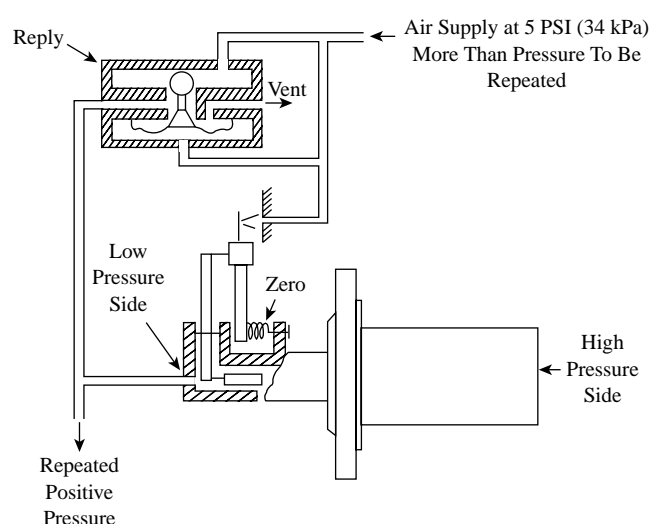 Reply
Air Supply at 5 PSI (34 kPa)
More Than Pressure To Be
Repeated
Vent
Low
Pressure
Side
Zero
High
Pressure
Side
Repeated
Positive
Pressure